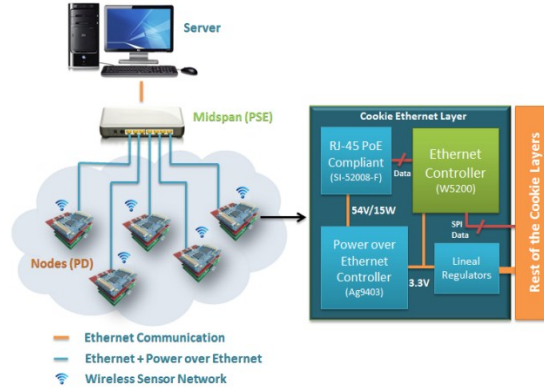 Server
Midspan (PSE)
Nodes (PD)
Ethernet Communication
Ethernet + Power over Ethernet
Wireless Sensor Network
Cookie Ethernet Layer
RJ-45 PoE
Compliant
(SI-52008-F)
Data
Ethernet
Controller
(W5200)
54V/15W
SPI
Data
Power over
Ethernet
Controller
(Ag9403)
3.3V
Lineal
Regulators
Rest of the Cookie Layers